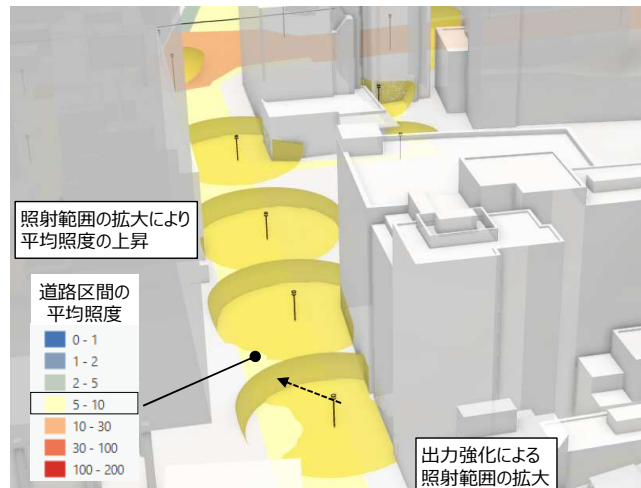 照射範囲の拡大により
平均照度の上昇
道路区間の
平均照度
0 - 1
1 - 2
2 - 5
5 - 10
10 - 30
30 - 100
100 - 200
出力強化による
照射範囲の拡大